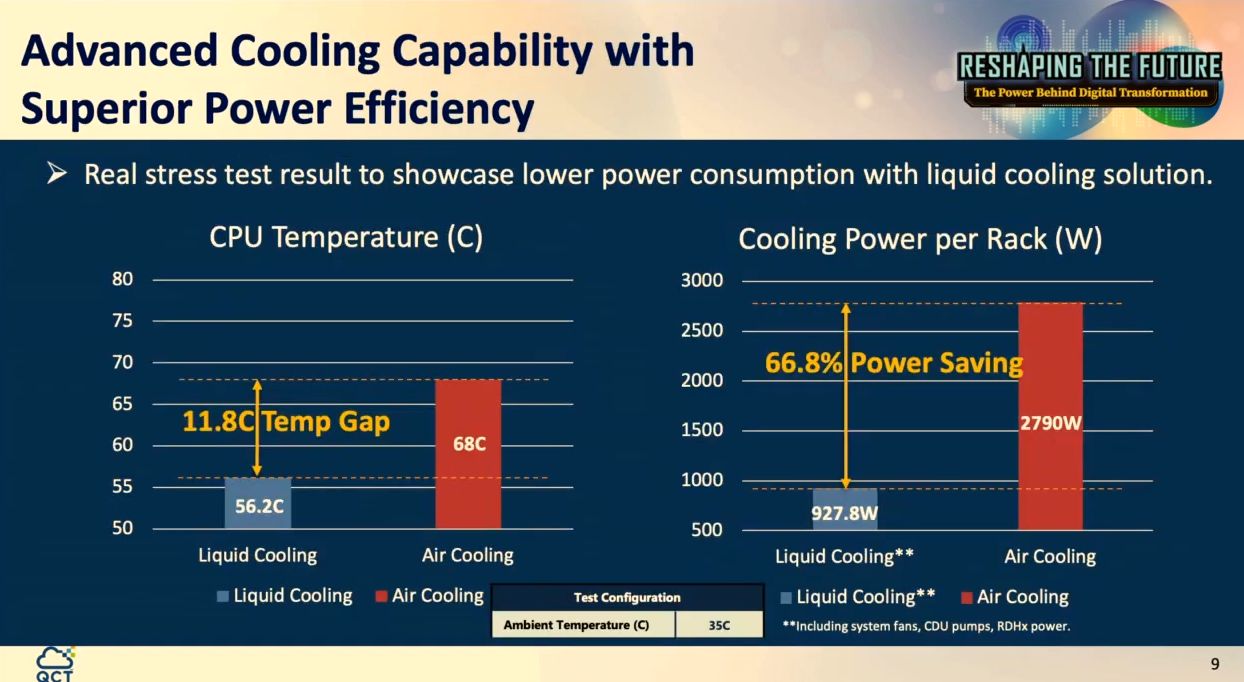 Advanced Cooling Capability with
Superior Power Efficiency
RESHAPING THE FUTURE
The Power Behind Digital Transformation
➢ Real stress test result to showcase lower power consumption with liquid cooling solution.
CPU Temperature (C)
80
75
70
65
60
55
50
11.8C Temp Gap
56.2C
68C
Liquid Cooling
Air Cooling
Liquid Cooling
Air Cooling
Cooling Power per Rack (W)
3000
2500
2000
1500
1000
500
66.8% Power Saving
927.8W
2790W
Liquid Cooling**
Air Cooling
Liquid Cooling**
Air Cooling
**Including system fans, CDU pumps, RDHx power.
Test Configuration
Ambient Temperature (C) 35C
QCT
9